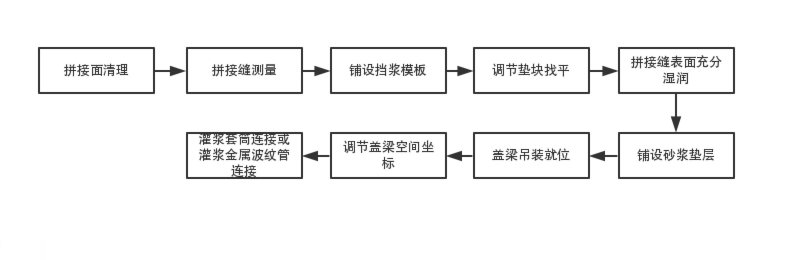 拼接面清理
拼接缝测量
铺设挡浆模板
调节垫块找平
拼接缝表面充分
湿润
铺设砂浆垫层
盖梁吊装就位
调节盖梁空间坐
标
灌浆套筒连接或
灌浆金属波纹管
连接